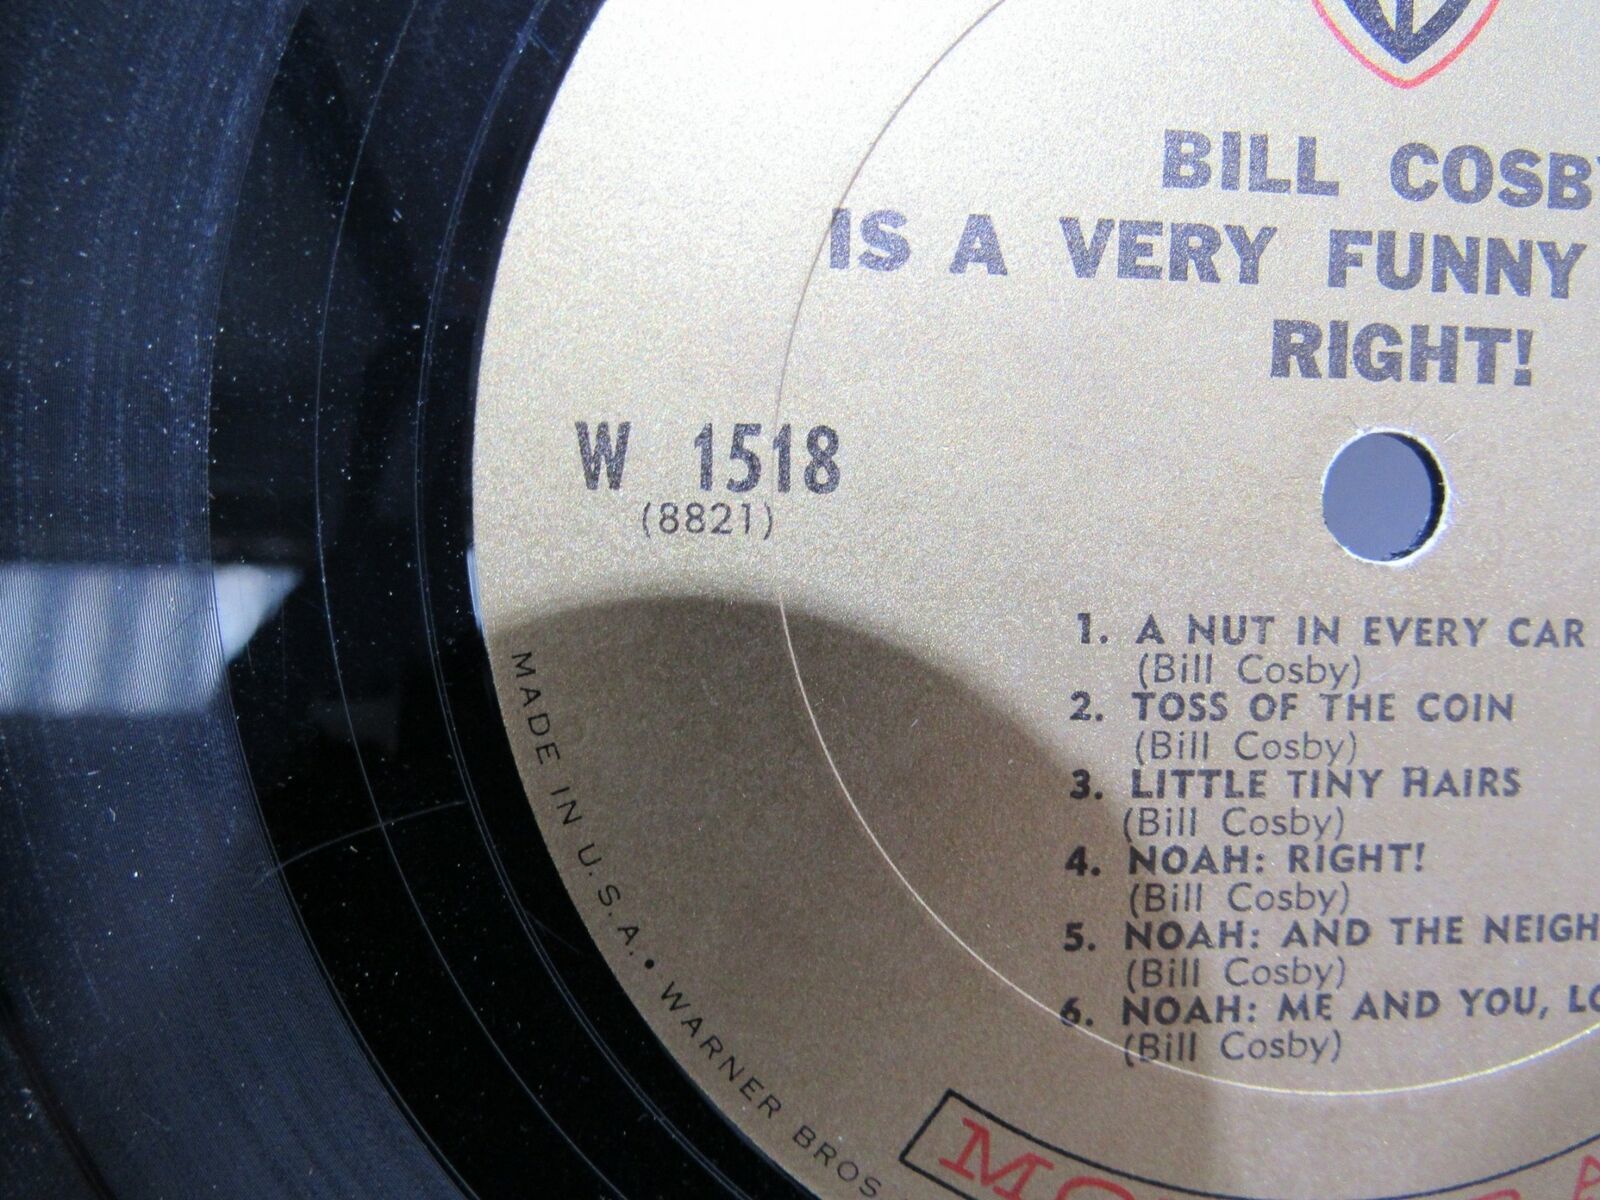 BILL COSBY
IS A VERY FUNNY
RIGHT!
W 1518
(8821)
1. A NUT IN EVERY CAR
(Bill Cosby)
2. TOSS OF THE COIN
(Bill Cosby)
3. LITTLE TINY HAIRS
(Bill Cosby)
4. NOAH: RIGHT!
(Bill Cosby)
5. NOAH: AND THE NEIGH
(Bill Cosby)
6. NOAH: ME AND YOU, LO
(Bill Cosby)
MADE IN U.S.A. • WARNER BROS